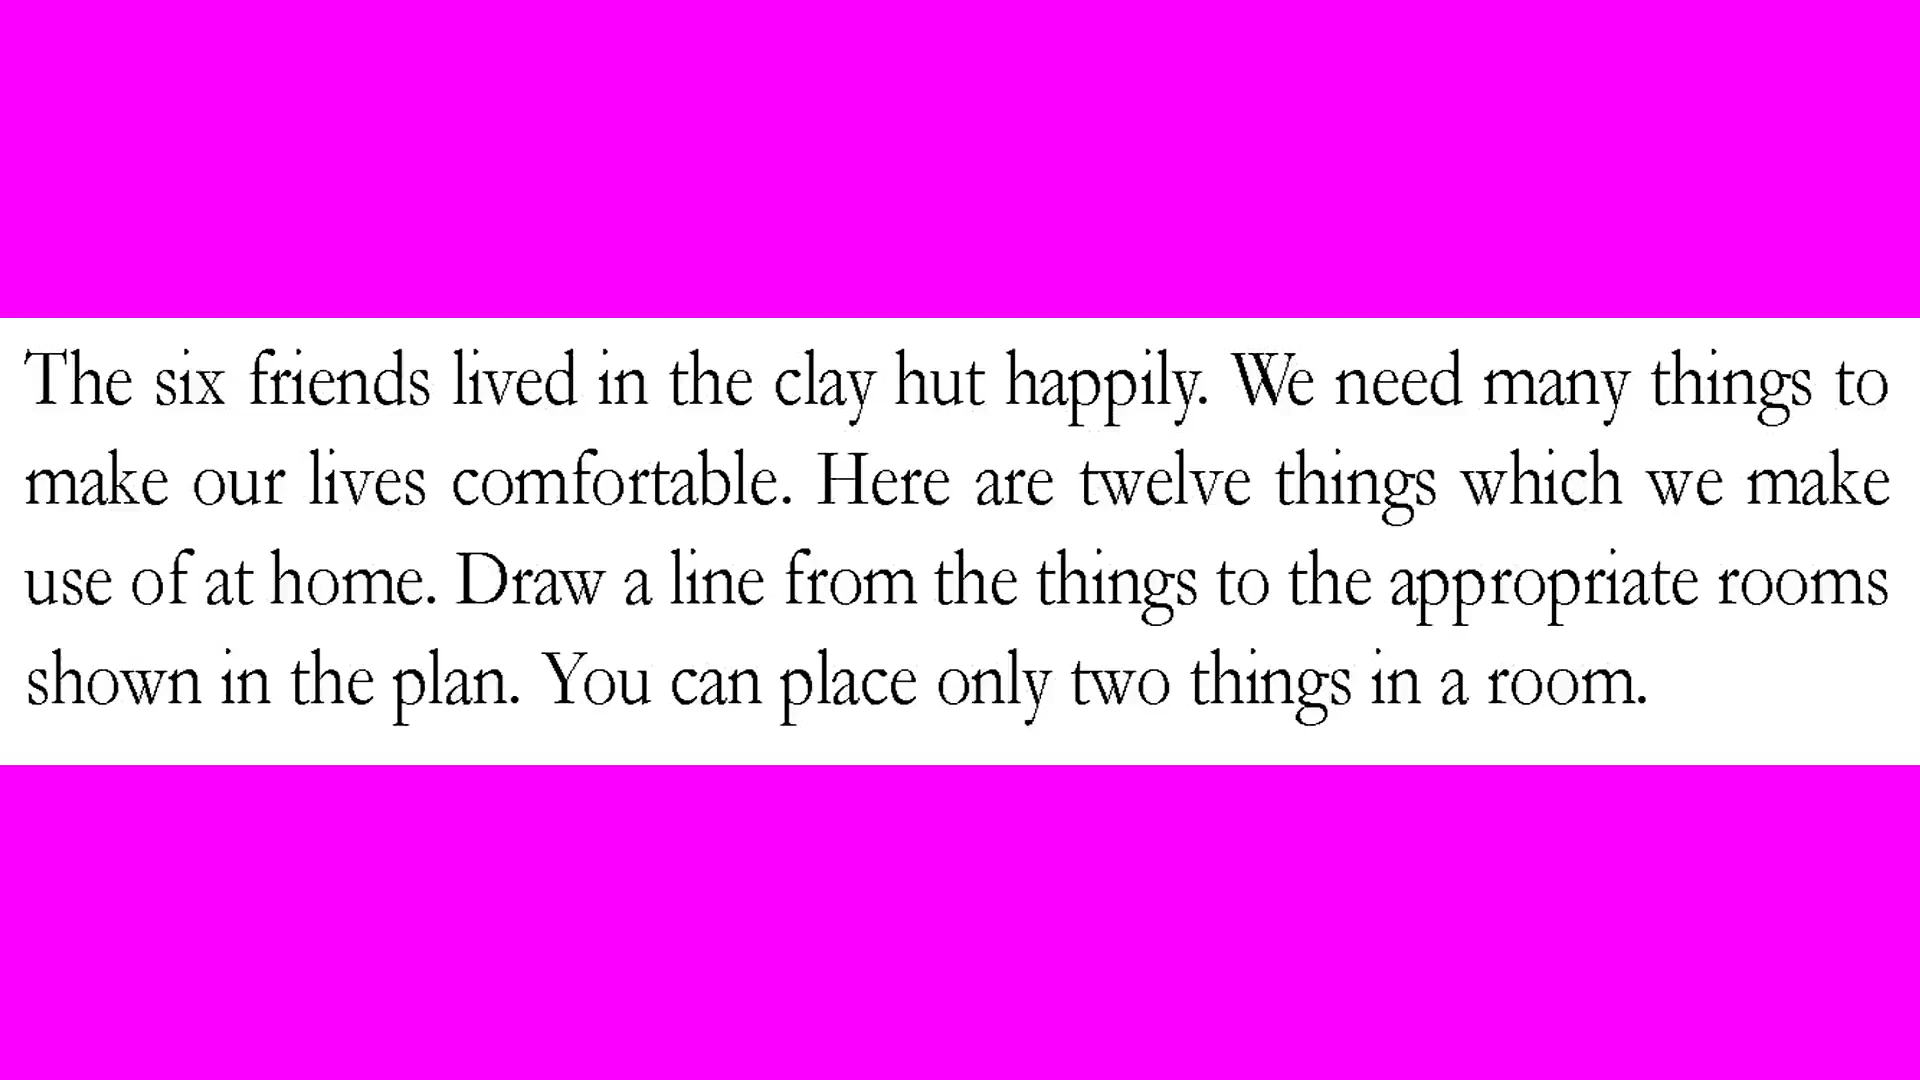 The six friends lived in the clay hut happily. We need many things to
make our lives comfortable. Here are twelve things which we make
use of at home. Draw a line from the things to the appropriate rooms
shown in the plan. You can place only two things in a room.